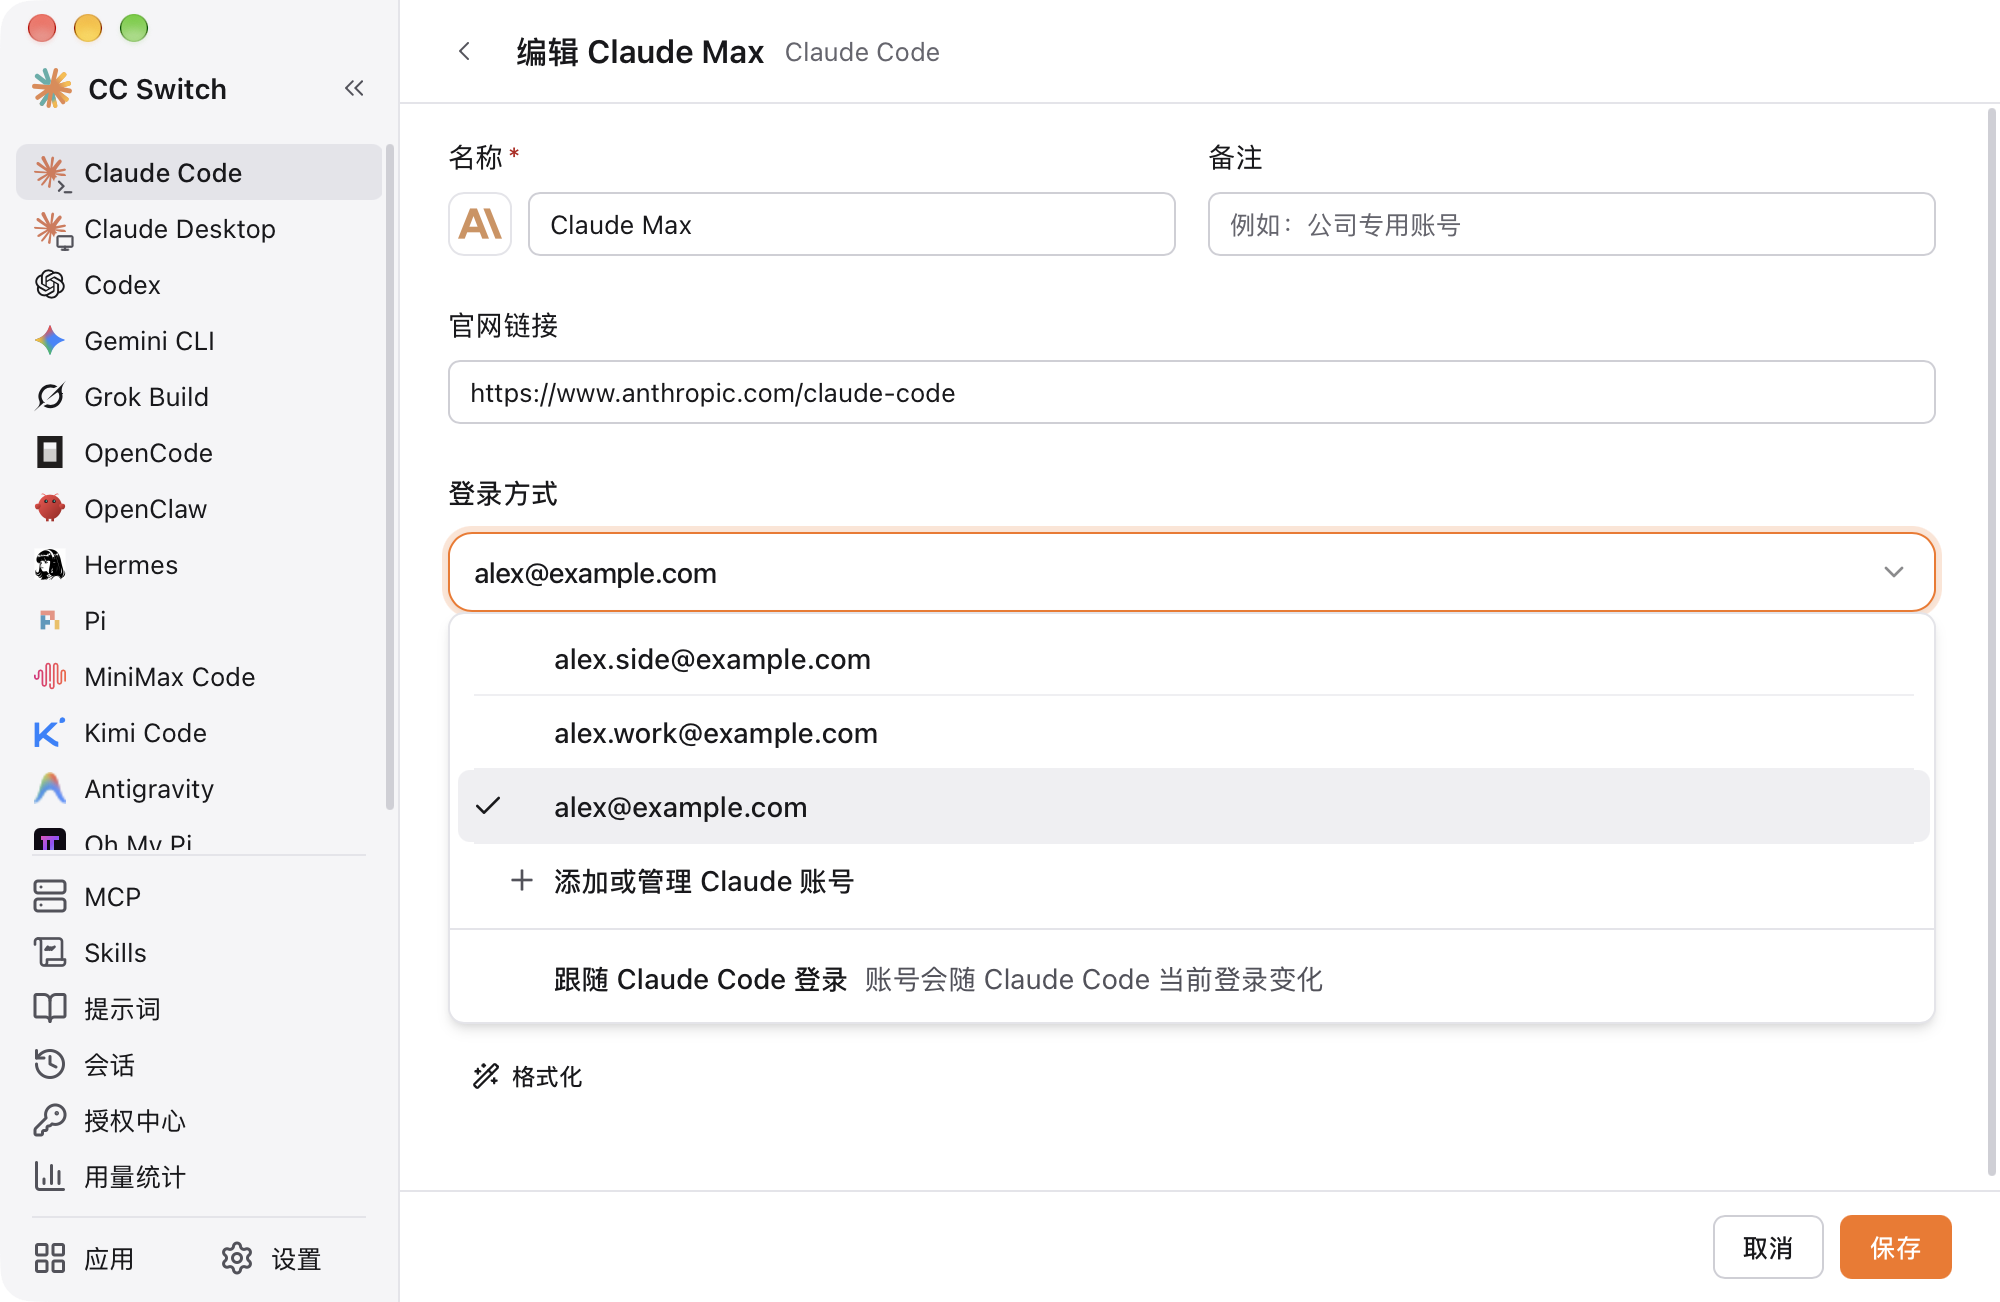 CC Switch
Claude Code
Claude Desktop
Codex
Gemini CLI
Grok Build
OpenCode
OpenClaw
Hermes
Pi
MiniMax Code
Kimi Code
Antigravity
Oh My Pi
MCP
Skills
提示词
会话
授权中心
用量统计
应用 设置
编辑 Claude Max Claude Code
名称 *
Claude Max
备注
例如：公司专用账号
官网链接
https://www.anthropic.com/claude-code
登录方式
alex@example.com
alex.side@example.com
alex.work@example.com
alex@example.com
添加或管理 Claude 账号
跟随 Claude Code 登录 账号会随 Claude Code 当前登录变化
格式化
取消 保存